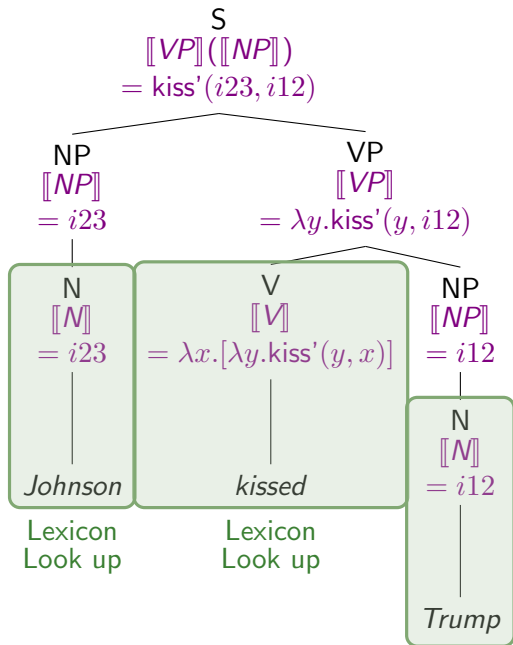 S
⟦VP⟧(⟦NP⟧)
= kiss'(i23, i12)
NP
⟦NP⟧
= i23
VP
⟦VP⟧
= λy.kiss'(y, i12)
N
⟦N⟧
= i23
Johnson
Lexicon
Look up
V
⟦V⟧
= λx.[λy.kiss'(y, x)]
kissed
Lexicon
Look up
NP
⟦NP⟧
= i12
N
⟦N⟧
= i12
Trump